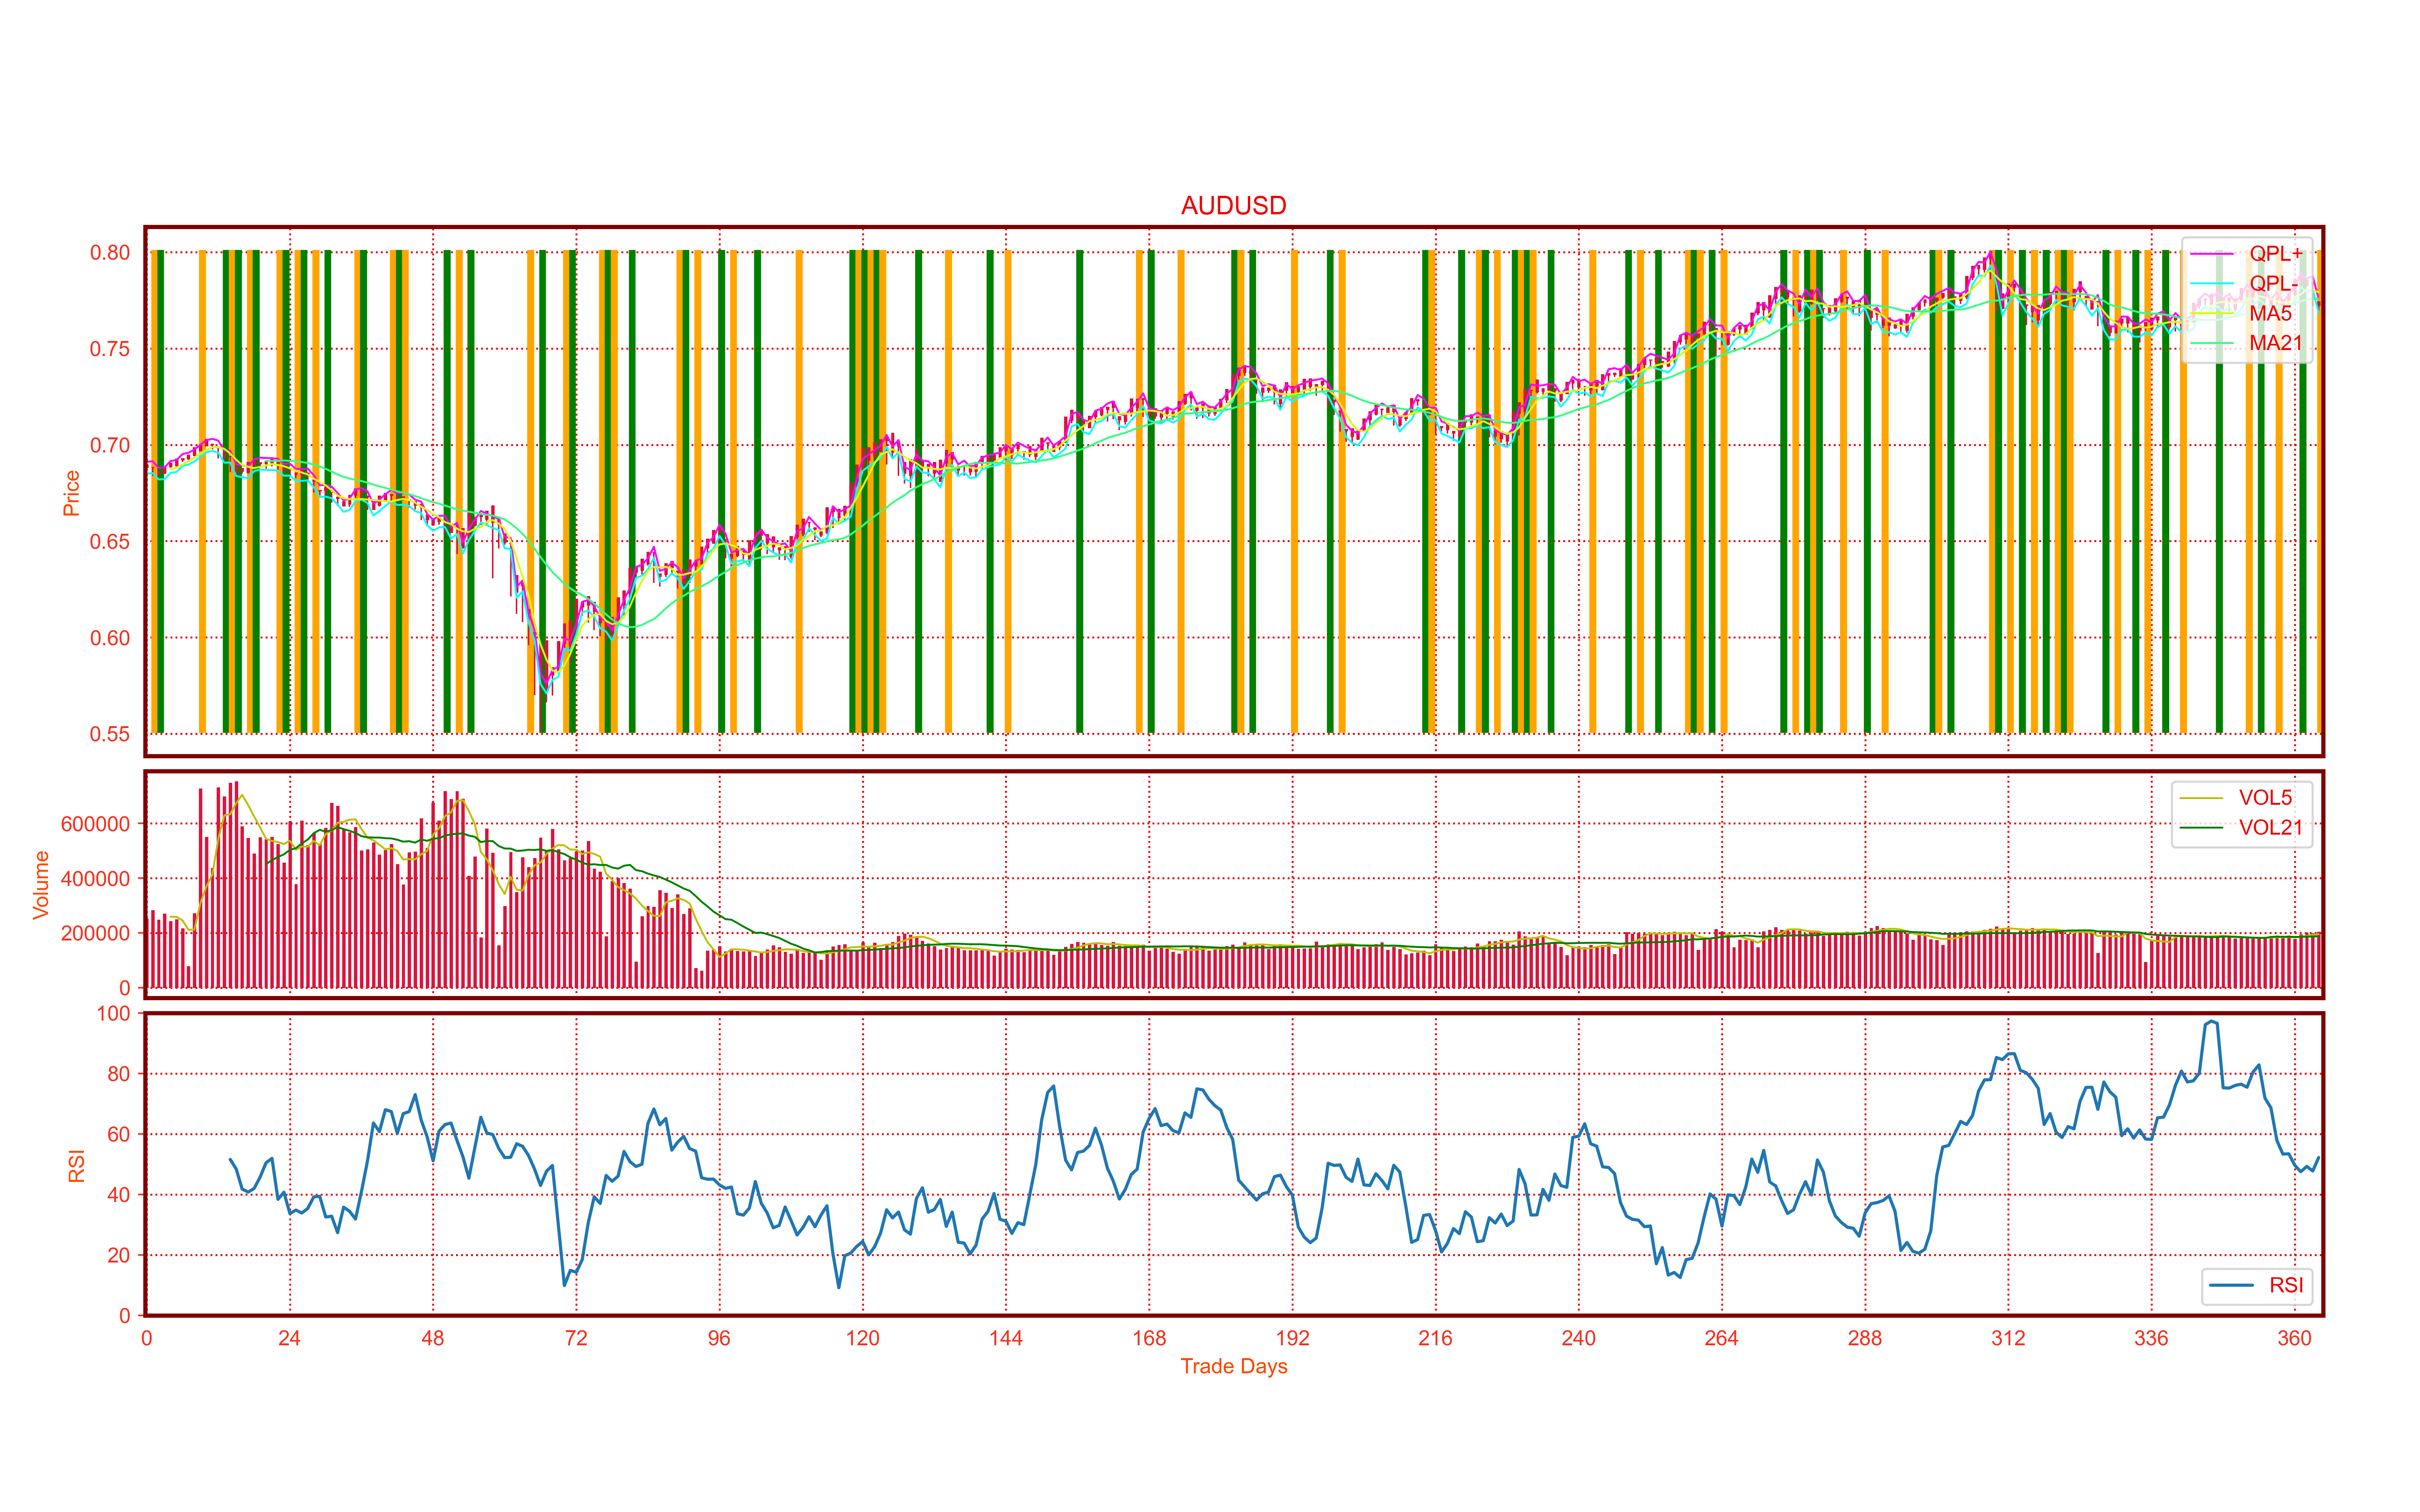 AUDUSD
0.80
0.75
0.70
0.65
0.60
0.55
Price
QPL+
QPL-
MA5
MA21
600000
400000
200000
0
Volume
VOL5
VOL21
100
80
60
40
20
0
RSI
RSI
0 24 48 72 96 120 144 168 192 216 240 264 288 312 336 360
Trade Days